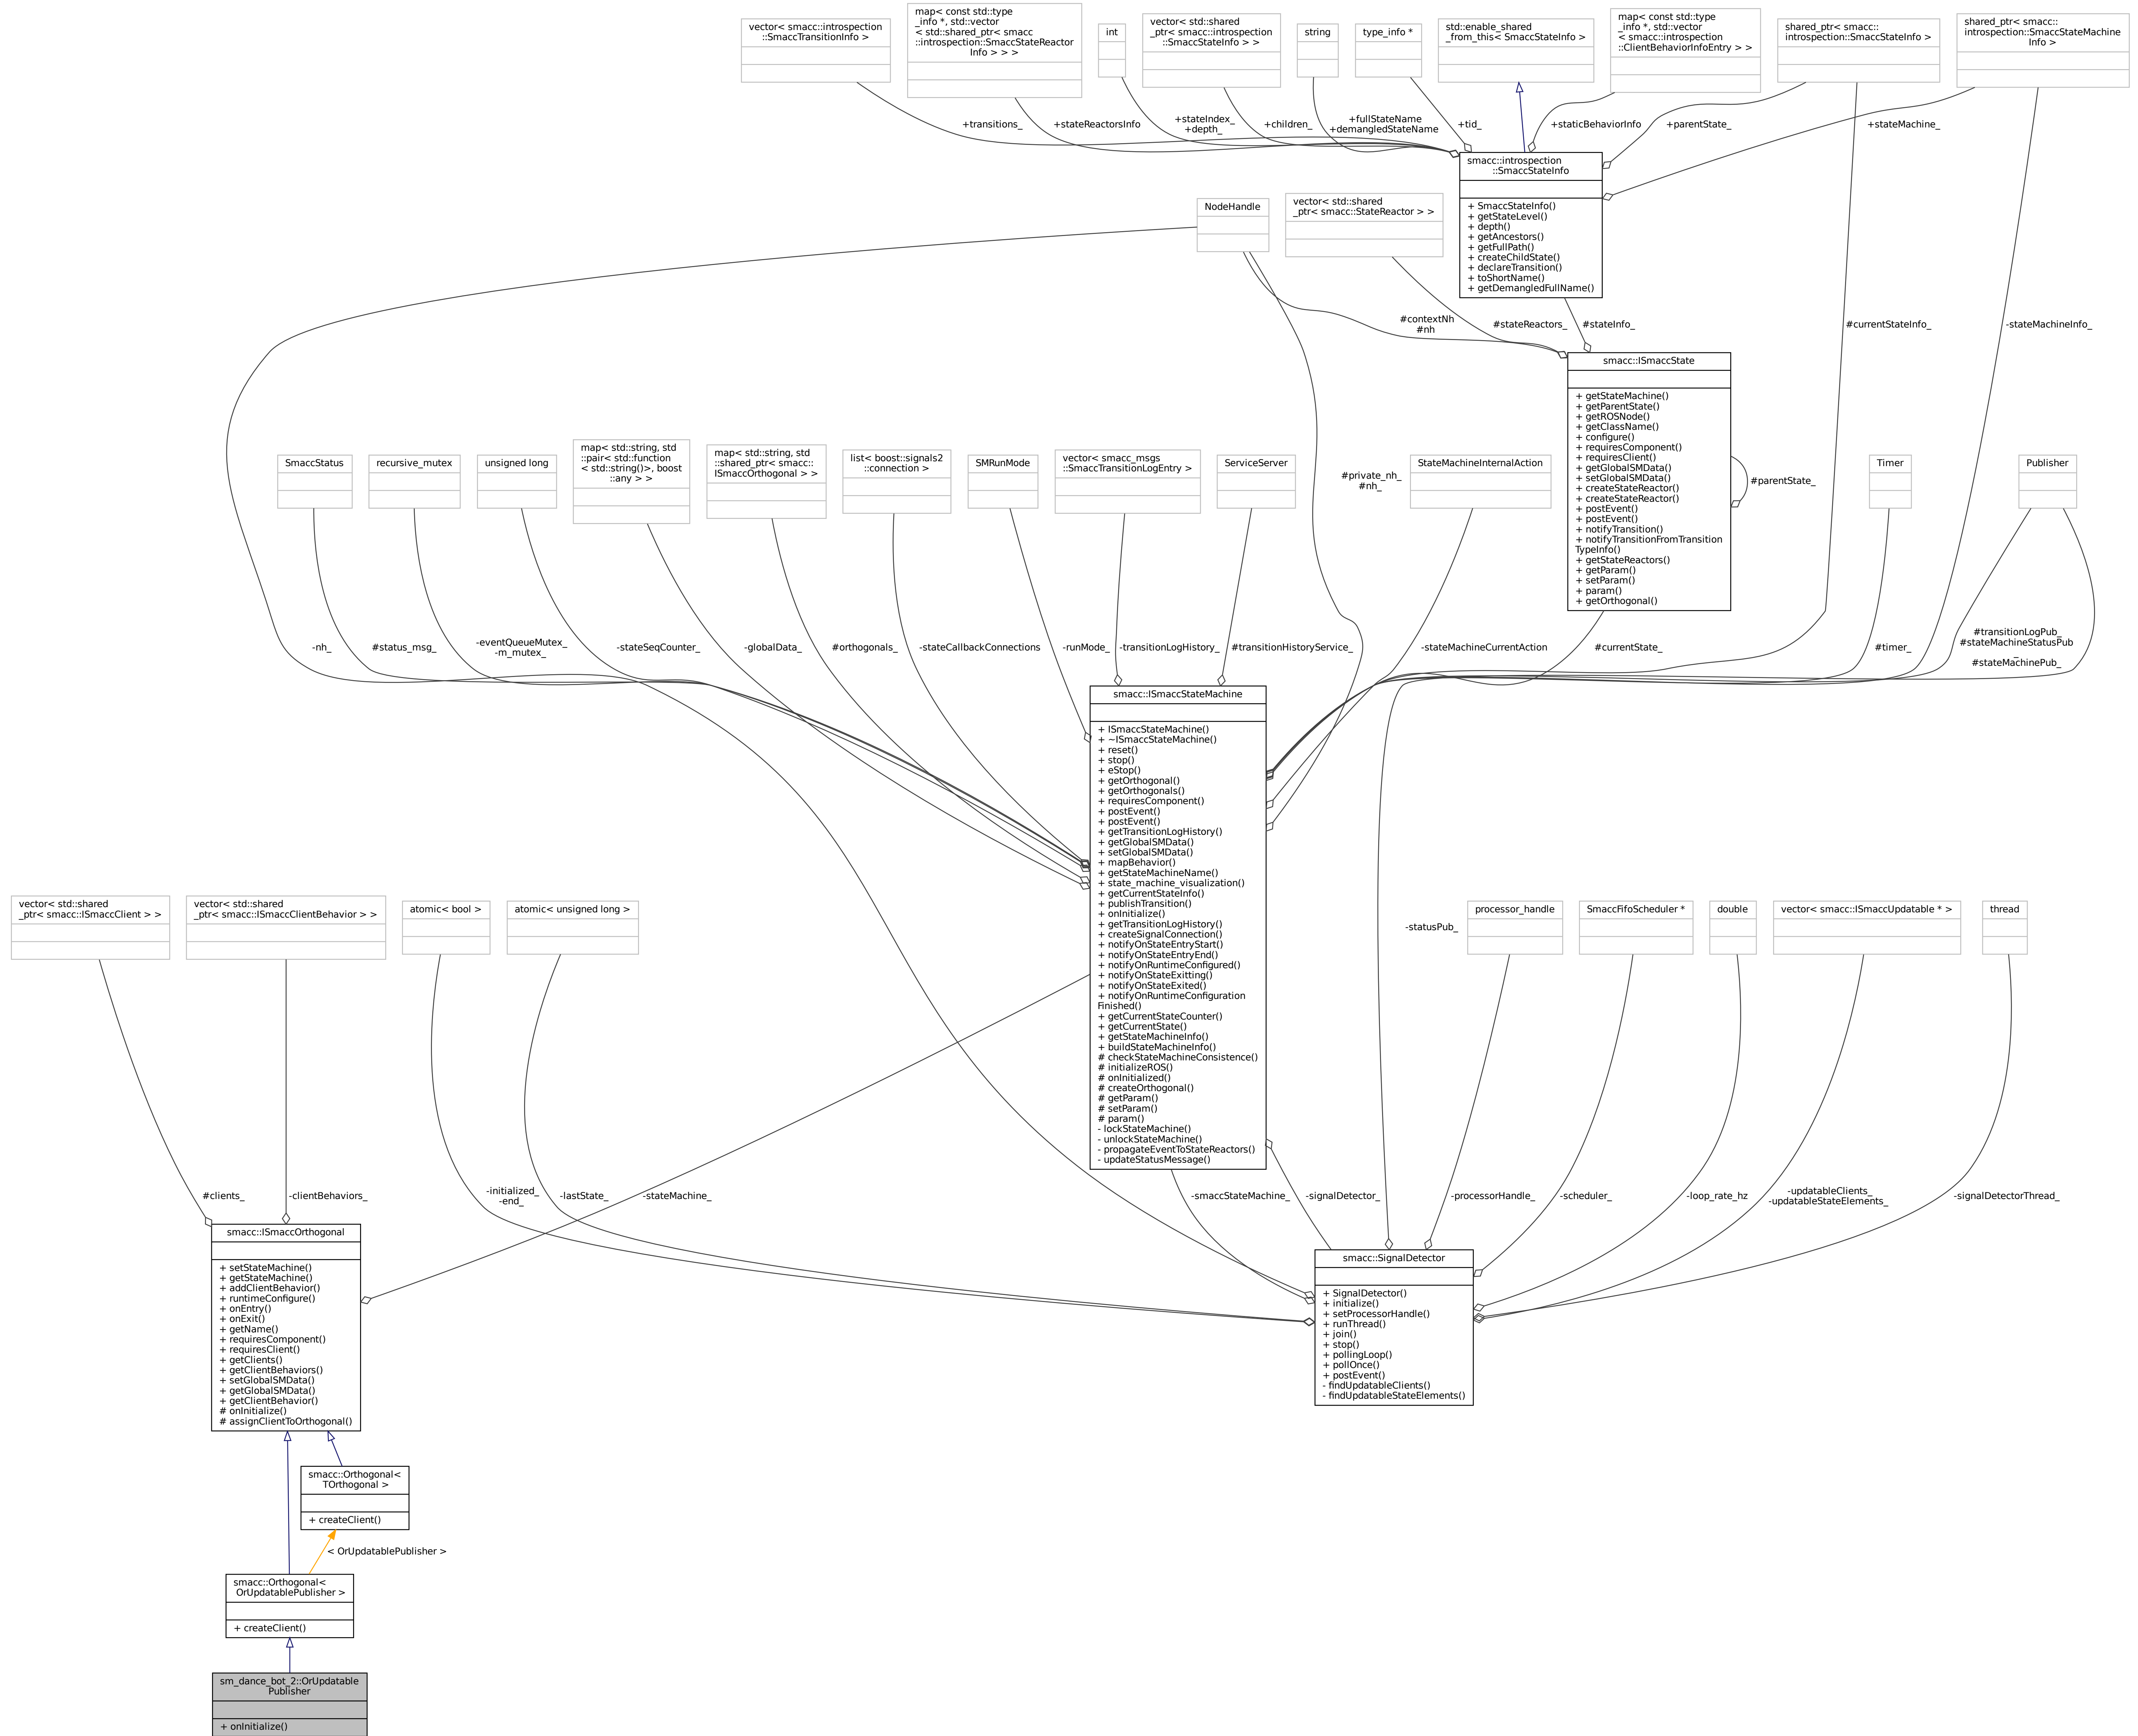 vector< smacc::introspection
::SmaccTransitionInfo >
map< const std::type
_info *, std::vector
< std::shared_ptr< smacc
::introspection::SmaccStateReactor
Info > > >
int
vector< std::shared
_ptr< smacc::introspection
::SmaccStateInfo > >
string
type_info *
std::enable_shared
_from_this< SmaccStateInfo >
map< const std::type
_info *, std::vector
< smacc::introspection
::ClientBehaviorInfoEntry > >
shared_ptr< smacc::
introspection::SmaccStateInfo >
shared_ptr< smacc::
introspection::SmaccStateMachine
Info >
+transitions_
+stateReactorsInfo
+stateIndex_
+depth_
+children_
+fullStateName
+demangledStateName
+tid_
+staticBehaviorInfo
+parentState_
+stateMachine_
smacc::introspection
::SmaccStateInfo
+ SmaccStateInfo()
+ getStateLevel()
+ depth()
+ getAncestors()
+ getFullPath()
+ createChildState()
+ declareTransition()
+ toShortName()
+ getDemangledFullName()
NodeHandle
vector< std::shared
_ptr< smacc::StateReactor > >
#contextNh
#nh
#stateReactors_
#stateInfo_
#currentStateInfo_
-stateMachineInfo_
smacc::ISmaccState
+ getStateMachine()
+ getParentState()
+ getROSNode()
+ getClassName()
+ configure()
+ requiresComponent()
+ requiresClient()
+ getGlobalSMData()
+ setGlobalSMData()
+ createStateReactor()
+ createStateReactor()
+ postEvent()
+ postEvent()
+ notifyTransition()
+ notifyTransitionFromTransition
TypeInfo()
+ getStateReactors()
+ getParam()
+ setParam()
+ param()
+ getOrthogonal()
#parentState_
SmaccStatus
recursive_mutex
unsigned long
map< std::string, std
::pair< std::function
< std::string()>, boost
::any > >
map< std::string, std
::shared_ptr< smacc::
ISmaccOrthogonal > >
list< boost::signals2
::connection >
SMRunMode
vector< smacc_msgs
::SmaccTransitionLogEntry >
ServiceServer
#private_nh_
#nh_
StateMachineInternalAction
Timer
Publisher
-nh_
#status_msg_
-eventQueueMutex_
-m_mutex_
-stateSeqCounter_
-globalData_
#orthogonals_
-stateCallbackConnections
-runMode_
-transitionLogHistory_
#transitionHistoryService_
-stateMachineCurrentAction
#currentState_
#timer_
#transitionLogPub_
#stateMachineStatusPub
_
#stateMachinePub_
smacc::ISmaccStateMachine
+ ISmaccStateMachine()
+ ~ISmaccStateMachine()
+ reset()
+ stop()
+ eStop()
+ getOrthogonal()
+ getOrthogonals()
+ requiresComponent()
+ postEvent()
+ postEvent()
+ getTransitionLogHistory()
+ getGlobalSMData()
+ setGlobalSMData()
+ mapBehavior()
+ getStateMachineName()
+ state_machine_visualization()
+ getCurrentStateInfo()
+ publishTransition()
+ onInitialize()
+ getTransitionLogHistory()
+ createSignalConnection()
+ notifyOnStateEntryStart()
+ notifyOnStateEntryEnd()
+ notifyOnRuntimeConfigured()
+ notifyOnStateExitting()
+ notifyOnStateExited()
+ notifyOnRuntimeConfiguration
Finished()
+ getCurrentStateCounter()
+ getCurrentState()
+ getStateMachineInfo()
+ buildStateMachineInfo()
# checkStateMachineConsistence()
# initializeROS()
# onInitialized()
# createOrthogonal()
# getParam()
# setParam()
# param()
- lockStateMachine()
- unlockStateMachine()
- propagateEventToStateReactors()
- updateStatusMessage()
vector< std::shared
_ptr< smacc::ISmaccClient > >
vector< std::shared
_ptr< smacc::ISmaccClientBehavior > >
atomic< bool >
atomic< unsigned long >
-statusPub_
processor_handle
SmaccFifoScheduler *
double
vector< smacc::ISmaccUpdatable * >
thread
#clients_
-clientBehaviors_
-initialized_
-end_
-lastState_
-stateMachine_
-smaccStateMachine_
-signalDetector_
-processorHandle_
-scheduler_
-loop_rate_hz
-updatableClients_
-updatableStateElements_
-signalDetectorThread_
smacc::ISmaccOrthogonal
+ setStateMachine()
+ getStateMachine()
+ addClientBehavior()
+ runtimeConfigure()
+ onEntry()
+ onExit()
+ getName()
+ requiresComponent()
+ requiresClient()
+ getClients()
+ getClientBehaviors()
+ setGlobalSMData()
+ getGlobalSMData()
+ getClientBehavior()
# onInitialize()
# assignClientToOrthogonal()
smacc::SignalDetector
+ SignalDetector()
+ initialize()
+ setProcessorHandle()
+ runThread()
+ join()
+ stop()
+ pollingLoop()
+ pollOnce()
+ postEvent()
- findUpdatableClients()
- findUpdatableStateElements()
smacc::Orthogonal<
TOrthogonal >
+ createClient()
< OrUpdatablePublisher >
smacc::Orthogonal<
OrUpdatablePublisher >
+ createClient()
sm_dance_bot_2::OrUpdatable
Publisher
+ onInitialize()